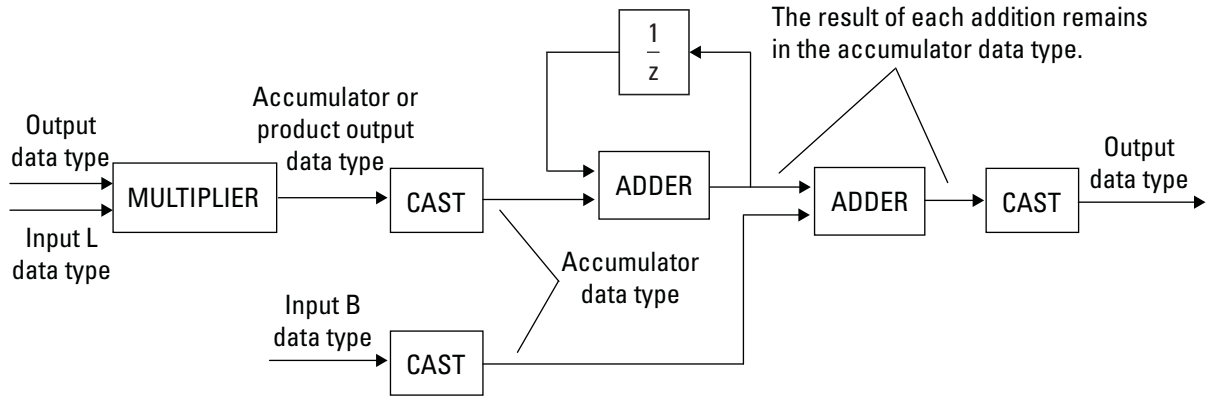 The result of each addition remains
in the accumulator data type.
1
z
Accumulator or
product output
data type
Output
data type
MULTIPLIER
Input L
data type
CAST
ADDER
ADDER
CAST
Output
data type
Accumulator
data type
Input B
data type
CAST